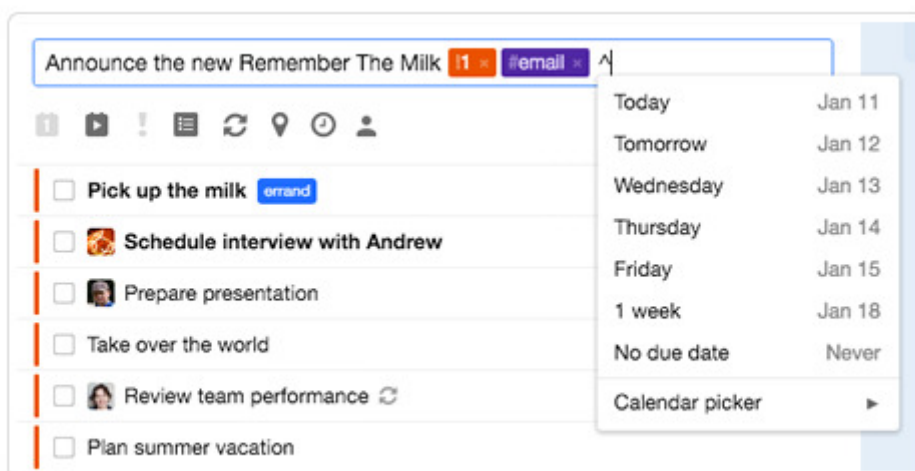 Announce the new Remember The Milk !1 × #email × ^
Today Jan 11
Tomorrow Jan 12
Wednesday Jan 13
Thursday Jan 14
Friday Jan 15
1 week Jan 18
No due date Never
Calendar picker
1 !
Pick up the milk errand
Schedule interview with Andrew
Prepare presentation
Take over the world
Review team performance
Plan summer vacation